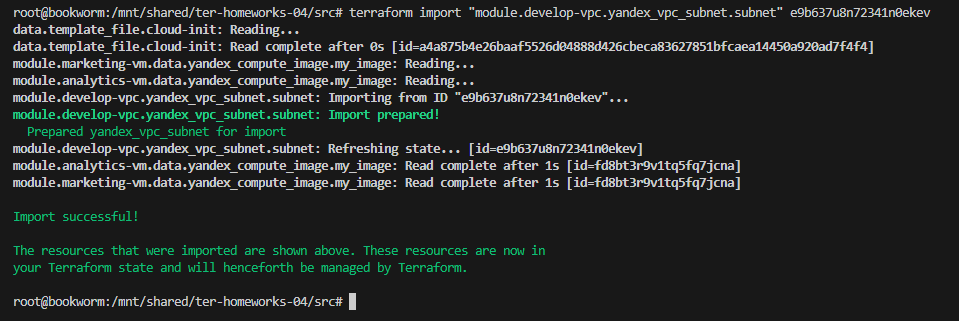 root@bookworm:/mnt/shared/ter-homeworks-04/src# terraform import "module.develop-vpc.yandex_vpc_subnet.subnet" e9b637u8n72341n0ekev
data.template_file.cloud-init: Reading...
data.template_file.cloud-init: Read complete after 0s [id=a4a875b4e26baaf5526d04888d426cbeca83627851bfcaea14450a920ad7f4f4]
module.marketing-vm.data.yandex_compute_image.my_image: Reading...
module.analytics-vm.data.yandex_compute_image.my_image: Reading...
module.develop-vpc.yandex_vpc_subnet.subnet: Importing from ID "e9b637u8n72341n0ekev"...
module.develop-vpc.yandex_vpc_subnet.subnet: Import prepared!
  Prepared yandex_vpc_subnet for import
module.develop-vpc.yandex_vpc_subnet.subnet: Refreshing state... [id=e9b637u8n72341n0ekev]
module.analytics-vm.data.yandex_compute_image.my_image: Read complete after 1s [id=fd8bt3r9v1tq5fq7jcna]
module.marketing-vm.data.yandex_compute_image.my_image: Read complete after 1s [id=fd8bt3r9v1tq5fq7jcna]
Import successful!
The resources that were imported are shown above. These resources are now in
your Terraform state and will henceforth be managed by Terraform.
root@bookworm:/mnt/shared/ter-homeworks-04/src#